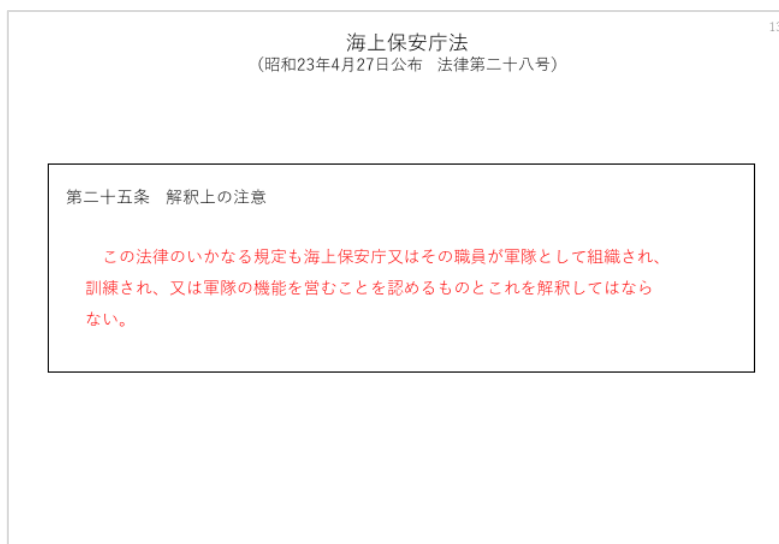 13
海上保安庁法
(昭和23年4月27日公布　法律第二十八号)
第二十五条　解釈上の注意
この法律のいかなる規定も海上保安庁又はその職員が軍隊として組織され、
訓練され、又は軍隊の機能を営むことを認めるものとこれを解釈してはなら
ない。